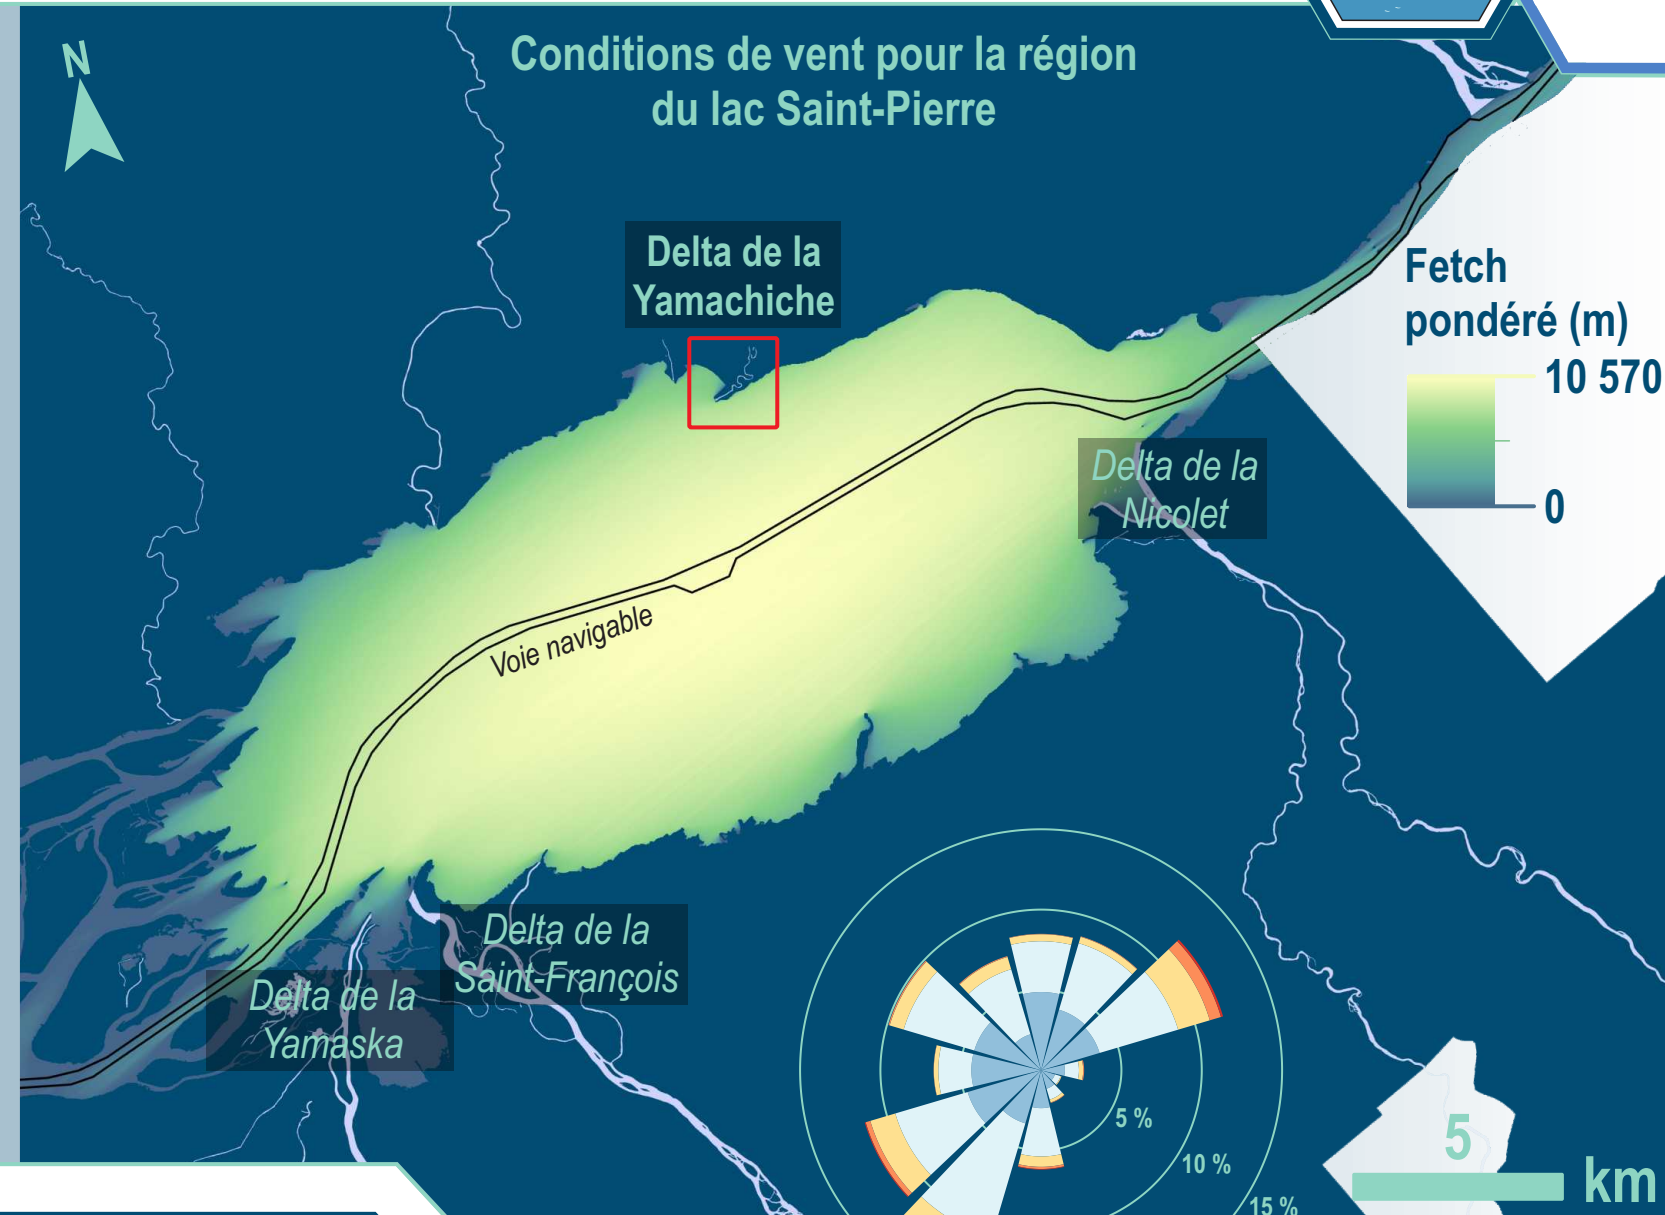 N
Conditions de vent pour la région
du lac Saint-Pierre
Delta de la
Yamachiche
Fetch
pondéré (m)
10 570
0
Delta de la
Nicolet
Voie navigable
Delta de la
Saint-François
Delta de la
Yamaska
5 %
10 %
15 %
5
km